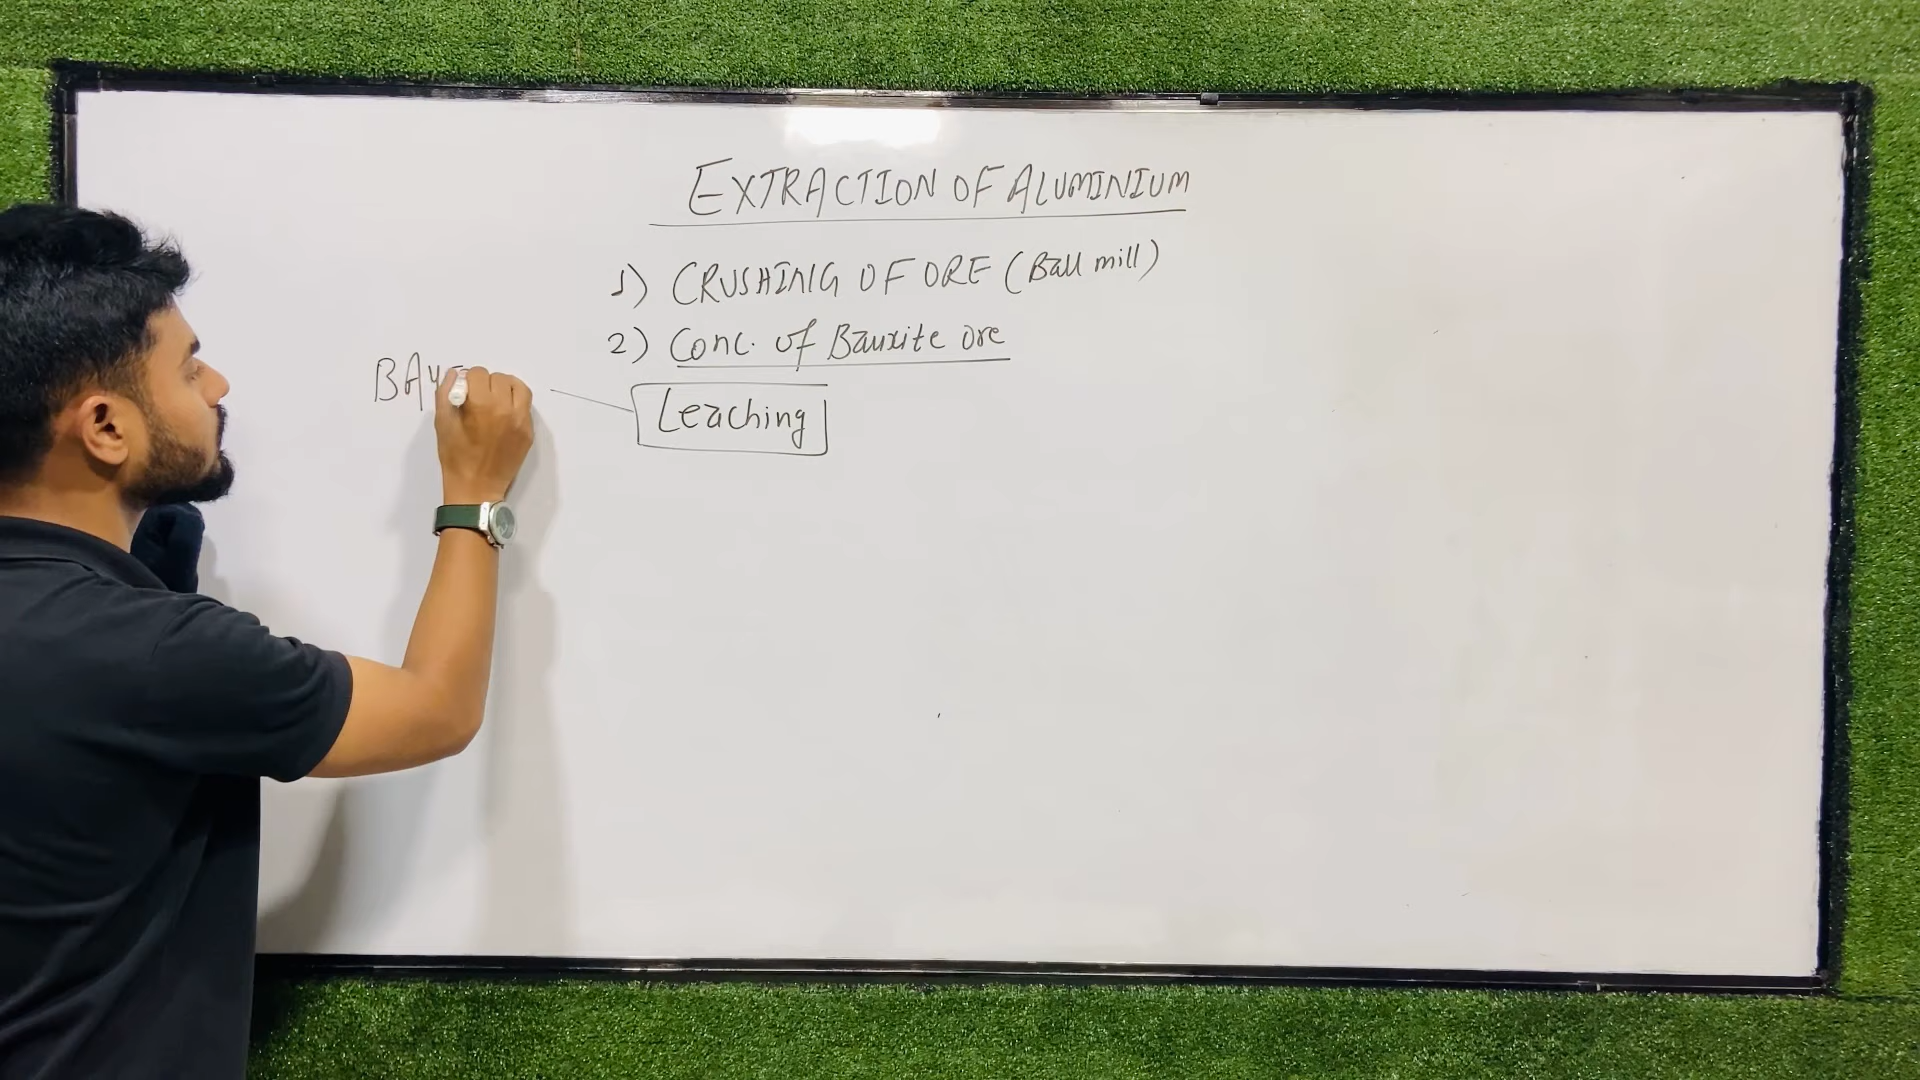 EXTRACTION OF ALUMINIUM
1) CRUSHING OF ORE (Ball mill)
2) Conc. of Bauxite ore
Leaching